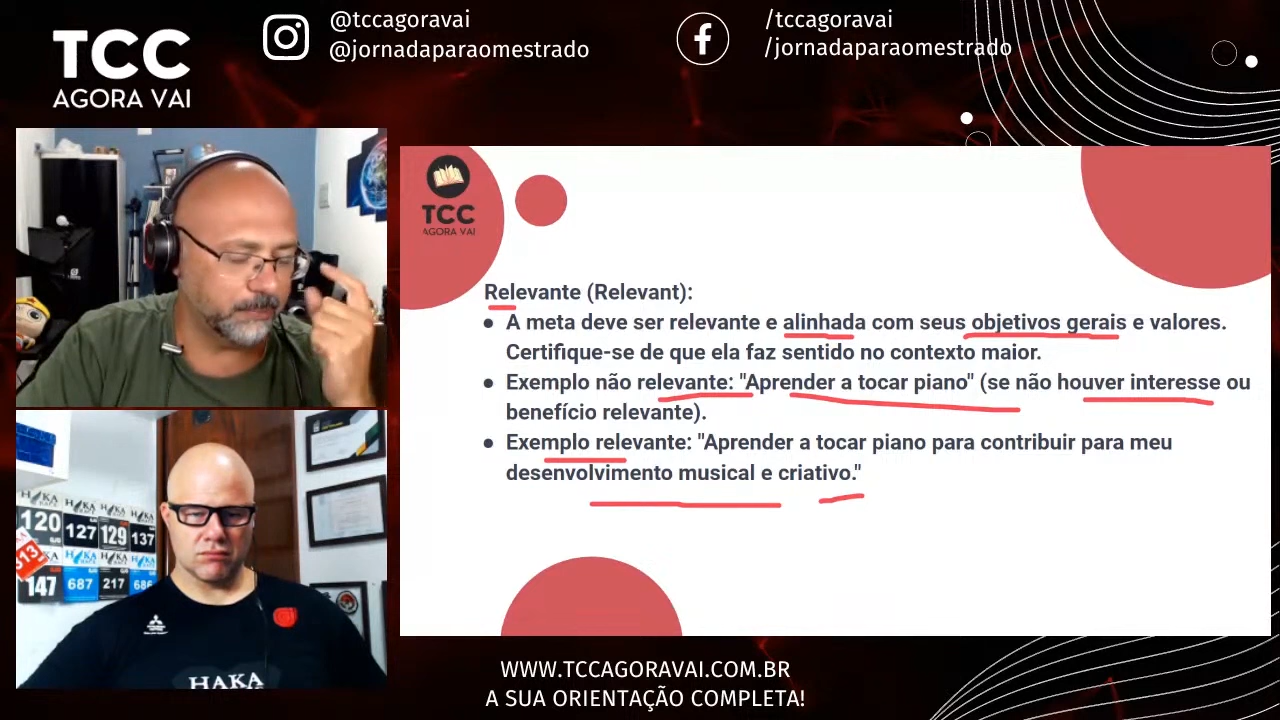 TCC
AGORA VAI
@tccagoravai
@jornadaparaomestrado
/tccagoravai
/jornadaparaomestrado
TCC
AGORA VAI
Relevante (Relevant):
• A meta deve ser relevante e alinhada com seus objetivos gerais e valores.
Certifique-se de que ela faz sentido no contexto maior.
• Exemplo não relevante: "Aprender a tocar piano" (se não houver interesse ou
benefício relevante).
• Exemplo relevante: "Aprender a tocar piano para contribuir para meu
desenvolvimento musical e criativo."
120
127
129
137
313
147
687
217
686
HAKA
WWW.TCCAGORAVAI.COM.BR
A SUA ORIENTAÇÃO COMPLETA!